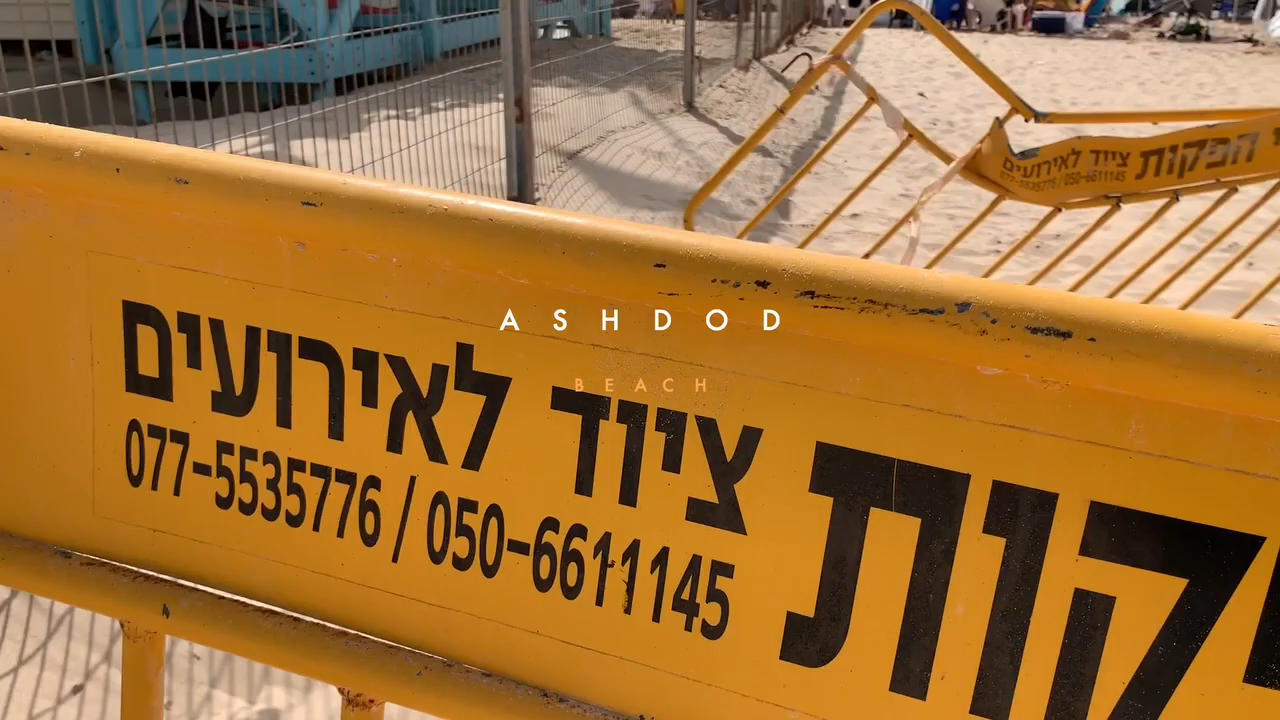 הפקות
ציוד לאירועים
077-5535776 / 050-6611145
ASHDOD
BEACH
קות
ציוד לאירועים
077-5535776 / 050-6611145